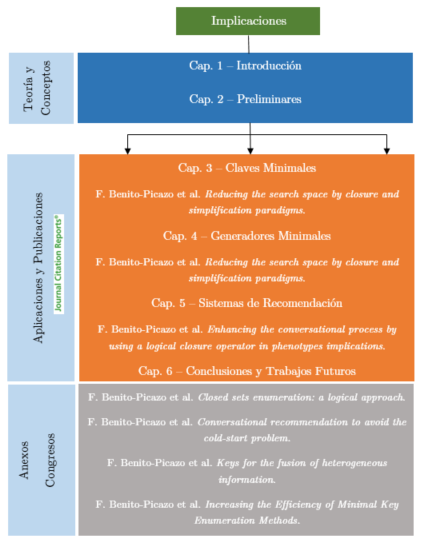 Implicaciones
Teoría y
Conceptos
Cap. 1 – Introducción
Cap. 2 – Preliminares
Aplicaciones y Publicaciones
Journal Citation Reports®
Cap. 3 – Claves Minimales
F. Benito-Picazo et al. Reducing the search space by closure and
simplification paradigms.
Cap. 4 – Generadores Minimales
F. Benito-Picazo et al. Reducing the search space by closure and
simplification paradigms.
Cap. 5 – Sistemas de Recomendación
F. Benito-Picazo et al. Enhancing the conversational process by
using a logical closure operator in phenotypes implications.
Cap. 6 – Conclusiones y Trabajos Futuros
Anexos
Congresos
F. Benito-Picazo et al. Closed sets enumeration: a logical approach.
F. Benito-Picazo et al. Conversational recommendation to avoid the
cold-start problem.
F. Benito-Picazo et al. Keys for the fusion of heterogeneous
information.
F. Benito-Picazo et al. Increasing the Efficiency of Minimal Key
Enumeration Methods.